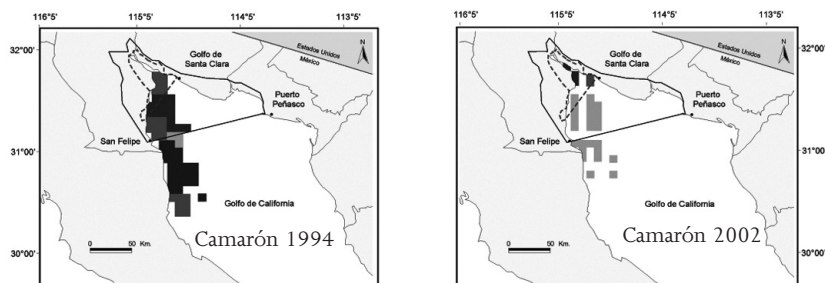 116°5' 115°5' 114°5' 113°5'
32°00'
31°00'
30°00'
Golfo de
Santa Clara
Estados Unidos
México
N
Puerto
Peñasco
San Felipe
Golfo de California
0 50 Km.
Camarón 1994
116°5' 115°5' 114°5' 113°5'
Golfo de
Santa Clara
Estados Unidos
México
N
32°00'
Puerto
Peñasco
San Felipe
31°00'
Golfo de California
0 50 Km.
Camarón 2002
30°00'